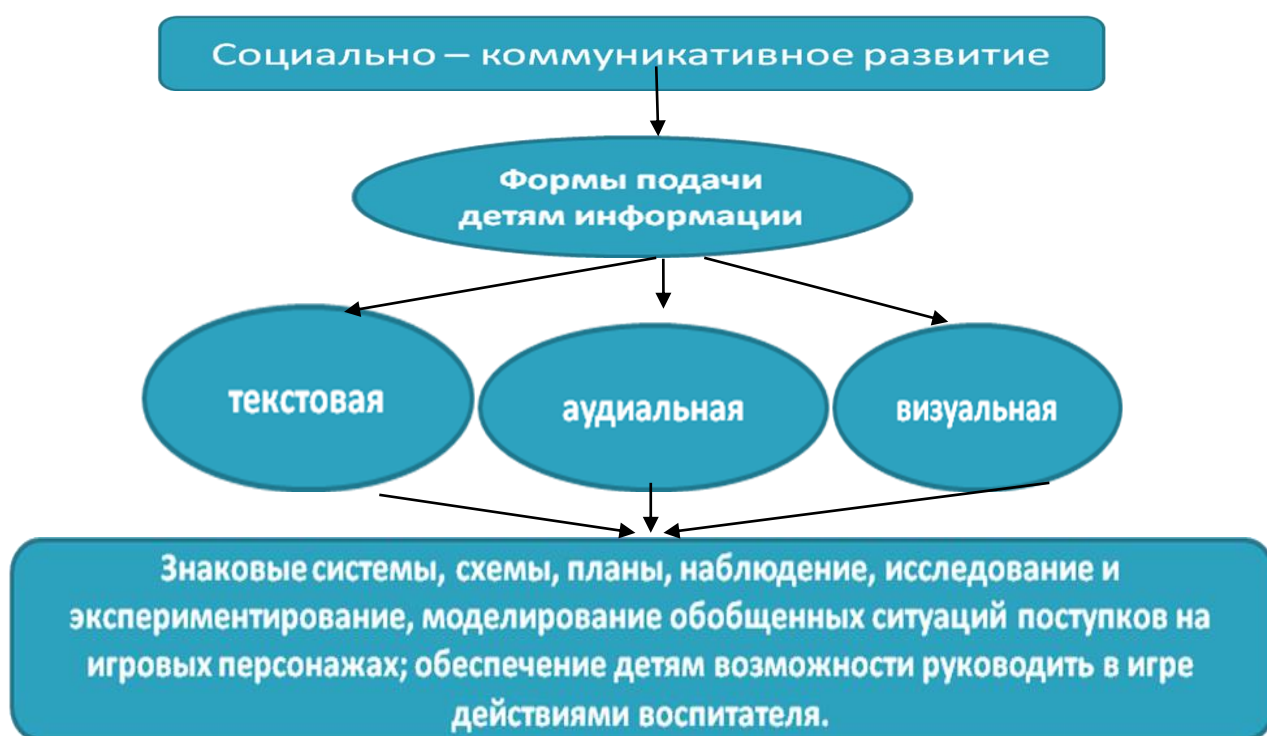 Социально – коммуникативное развитие
Формы подачи
детям информации
текстовая
аудиальная
визуальная
Знаковые системы, схемы, планы, наблюдение, исследование и
экспериментирование, моделирование обобщенных ситуаций поступков на
игровых персонажах; обеспечение детям возможности руководить в игре
действиями воспитателя.